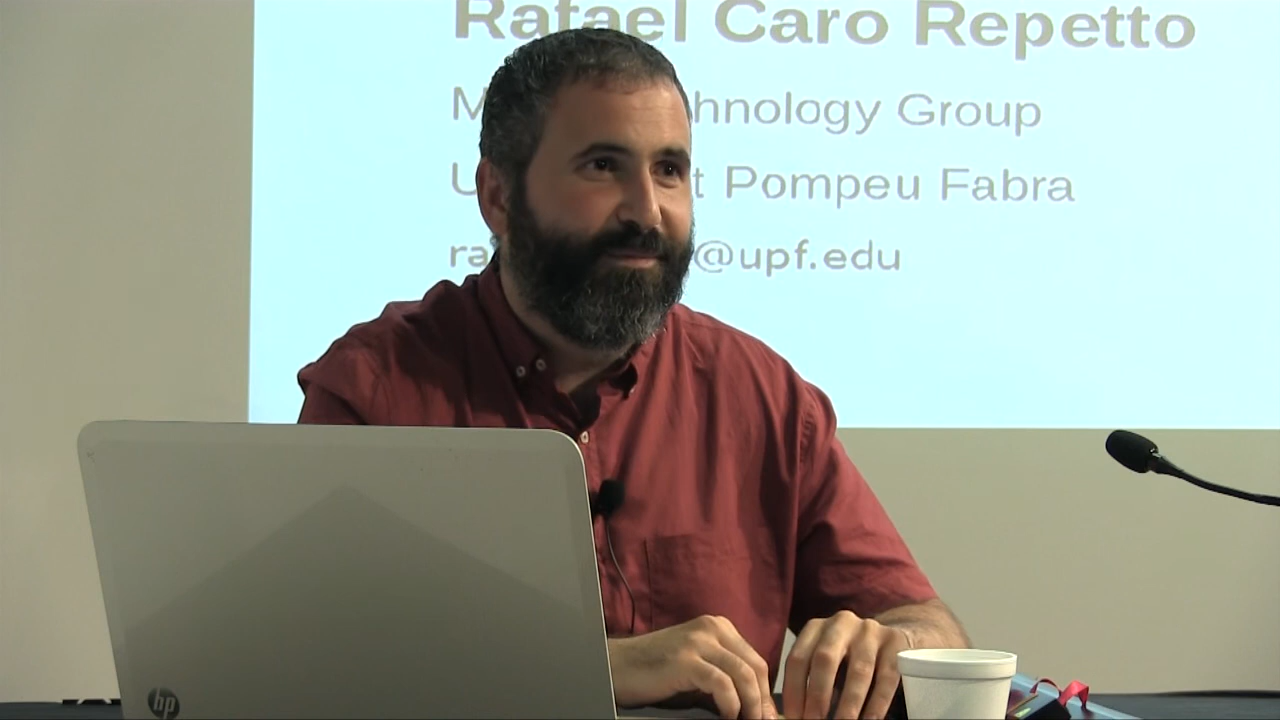 Rafael Caro Repetto
hnology Group
t Pompeu Fabra
ra @upf.edu
hp